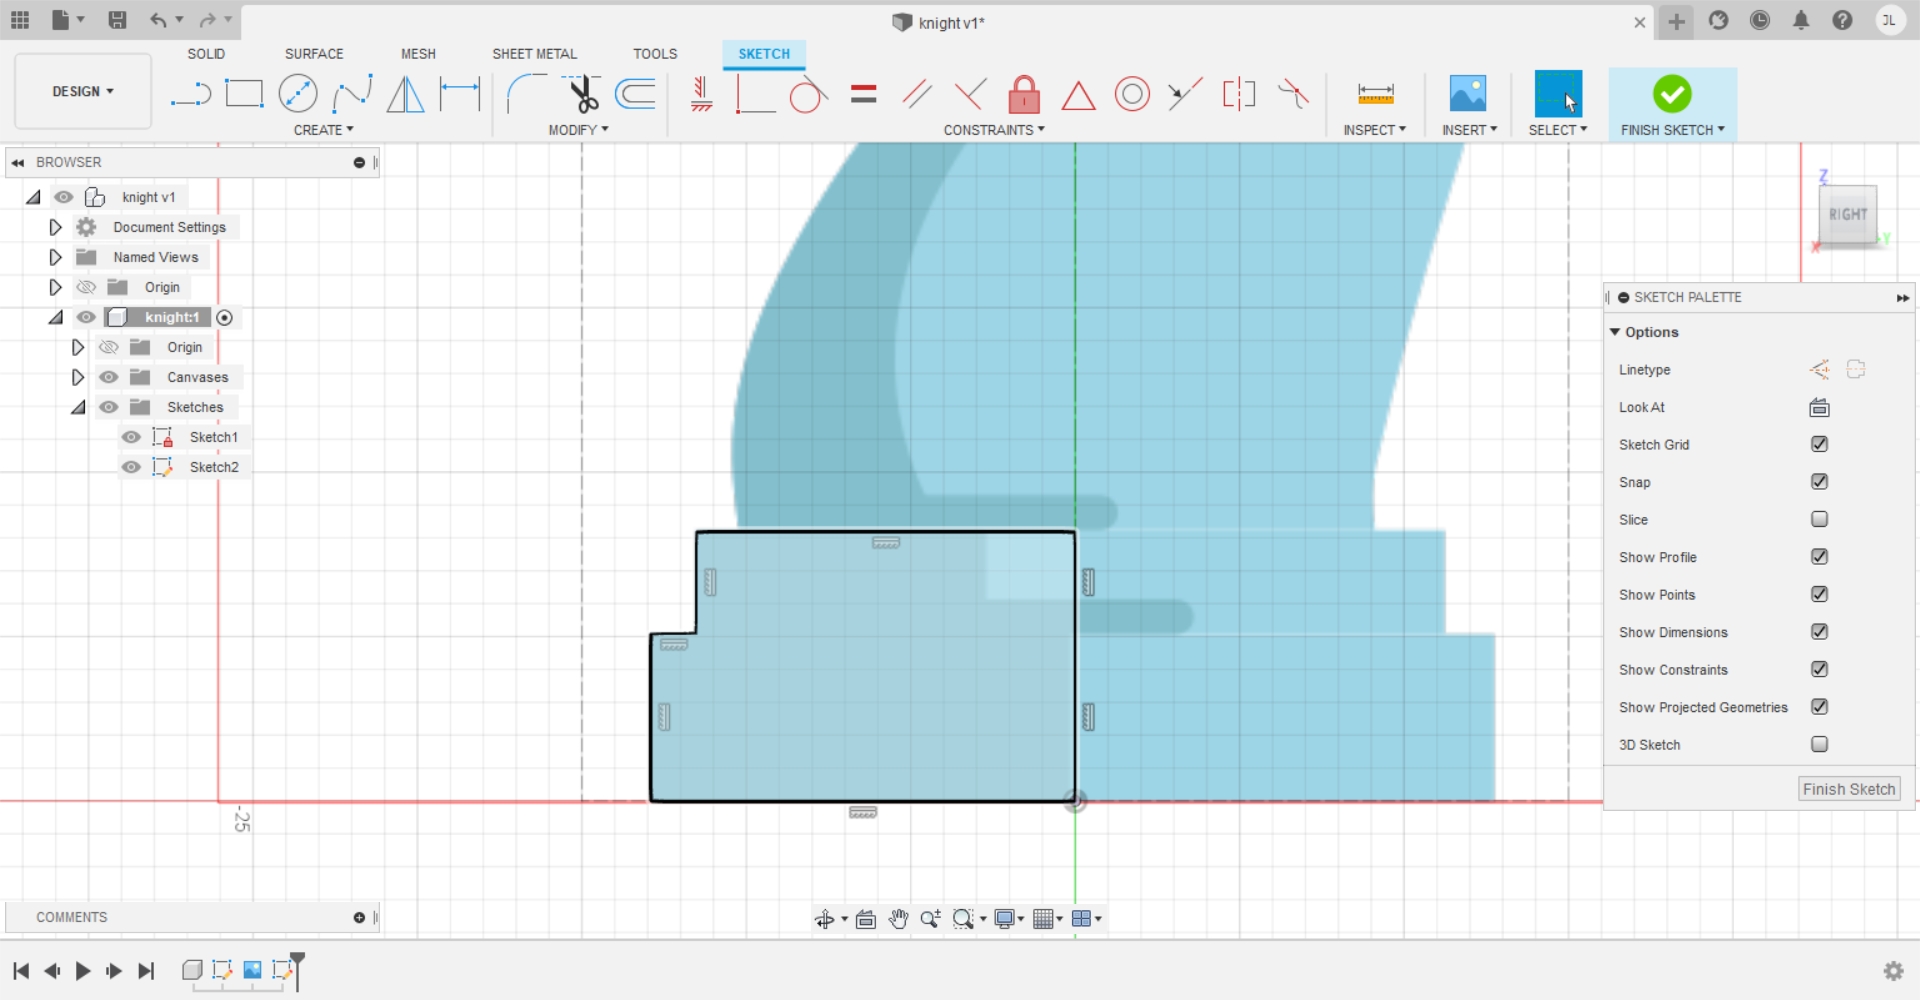 knight v1*
JL
SOLID SURFACE MESH SHEET METAL TOOLS SKETCH
DESIGN
CREATE MODIFY CONSTRAINTS INSPECT INSERT SELECT FINISH SKETCH
BROWSER
knight v1
Document Settings
Named Views
Origin
knight:1
Origin
Canvases
Sketches
Sketch1
Sketch2
Z
RIGHT
X
Y
SKETCH PALETTE
Options
Linetype
Look At
Sketch Grid
Snap
Slice
Show Profile
Show Points
Show Dimensions
Show Constraints
Show Projected Geometries
3D Sketch
Finish Sketch
-25
COMMENTS